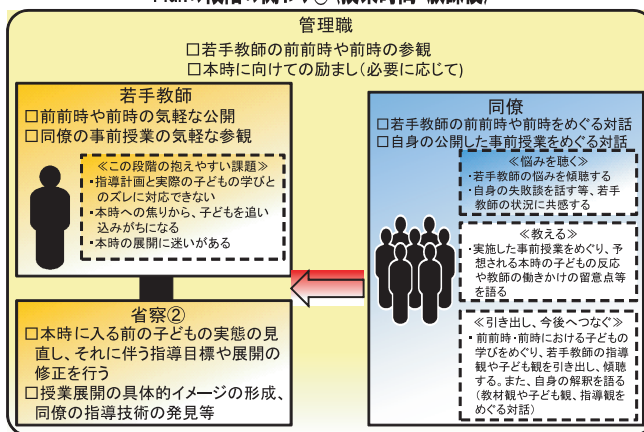 管理職
□若手教師の前前時や前時の参観
□本時に向けての励まし(必要に応じて)
若手教師
□前前時や前時の気軽な公開
□同僚の事前授業の気軽な参観
≪この段階の抱えやすい課題≫
・指導計画と実際の子どもの学びと
のズレに対応できない
・本時への焦りから、子どもを追い
込みがちになる
・本時の展開に迷いがある
省察②
□本時に入る前の子どもの実態の見
直し、それに伴う指導目標や展開の
修正を行う
□授業展開の具体的イメージの形成、
同僚の指導技術の発見等
同僚
□若手教師の前前時や前時をめぐる対話
□自身の公開した事前授業をめぐる対話
≪悩みを聴く≫
・若手教師の悩みを傾聴する
・自身の失敗談を話す等、若手
教師の状況に共感する
≪教える≫
・実施した事前授業をめぐり、予
想される本時の子どもの反応
や教師の働きかけの留意点等
を語る
≪引き出し、今後へつなぐ≫
・前前時・前時における子どもの
学びをめぐり、若手教師の指導
観や子ども観を引き出し、傾聴
する。また、自身の解釈を語る
(教材観や子ども観、指導観を
めぐる対話)